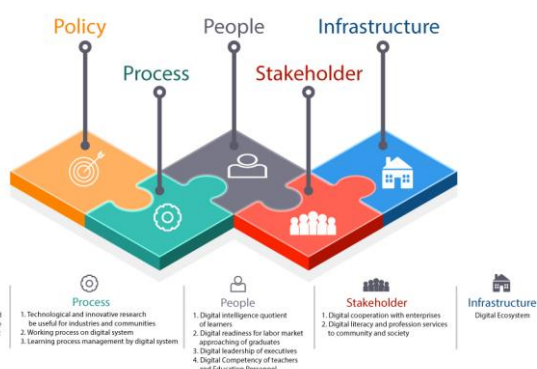 Policy
People
Infrastructure
Process
Stakeholder
Process
1. Technological and innovative research
be useful for industries and communities
2. Working process on digital system
3. Learning process management by digital system
People
1. Digital intelligence quotient
of learners
2. Digital readiness for labor market
approaching of graduates
3. Digital leadership of executives
4. Digital Competency of teachers
and Education Personnel
Stakeholder
1. Digital cooperation with enterprises
2. Digital literacy and profession services
to community and society
Infrastructure
Digital Ecosystem